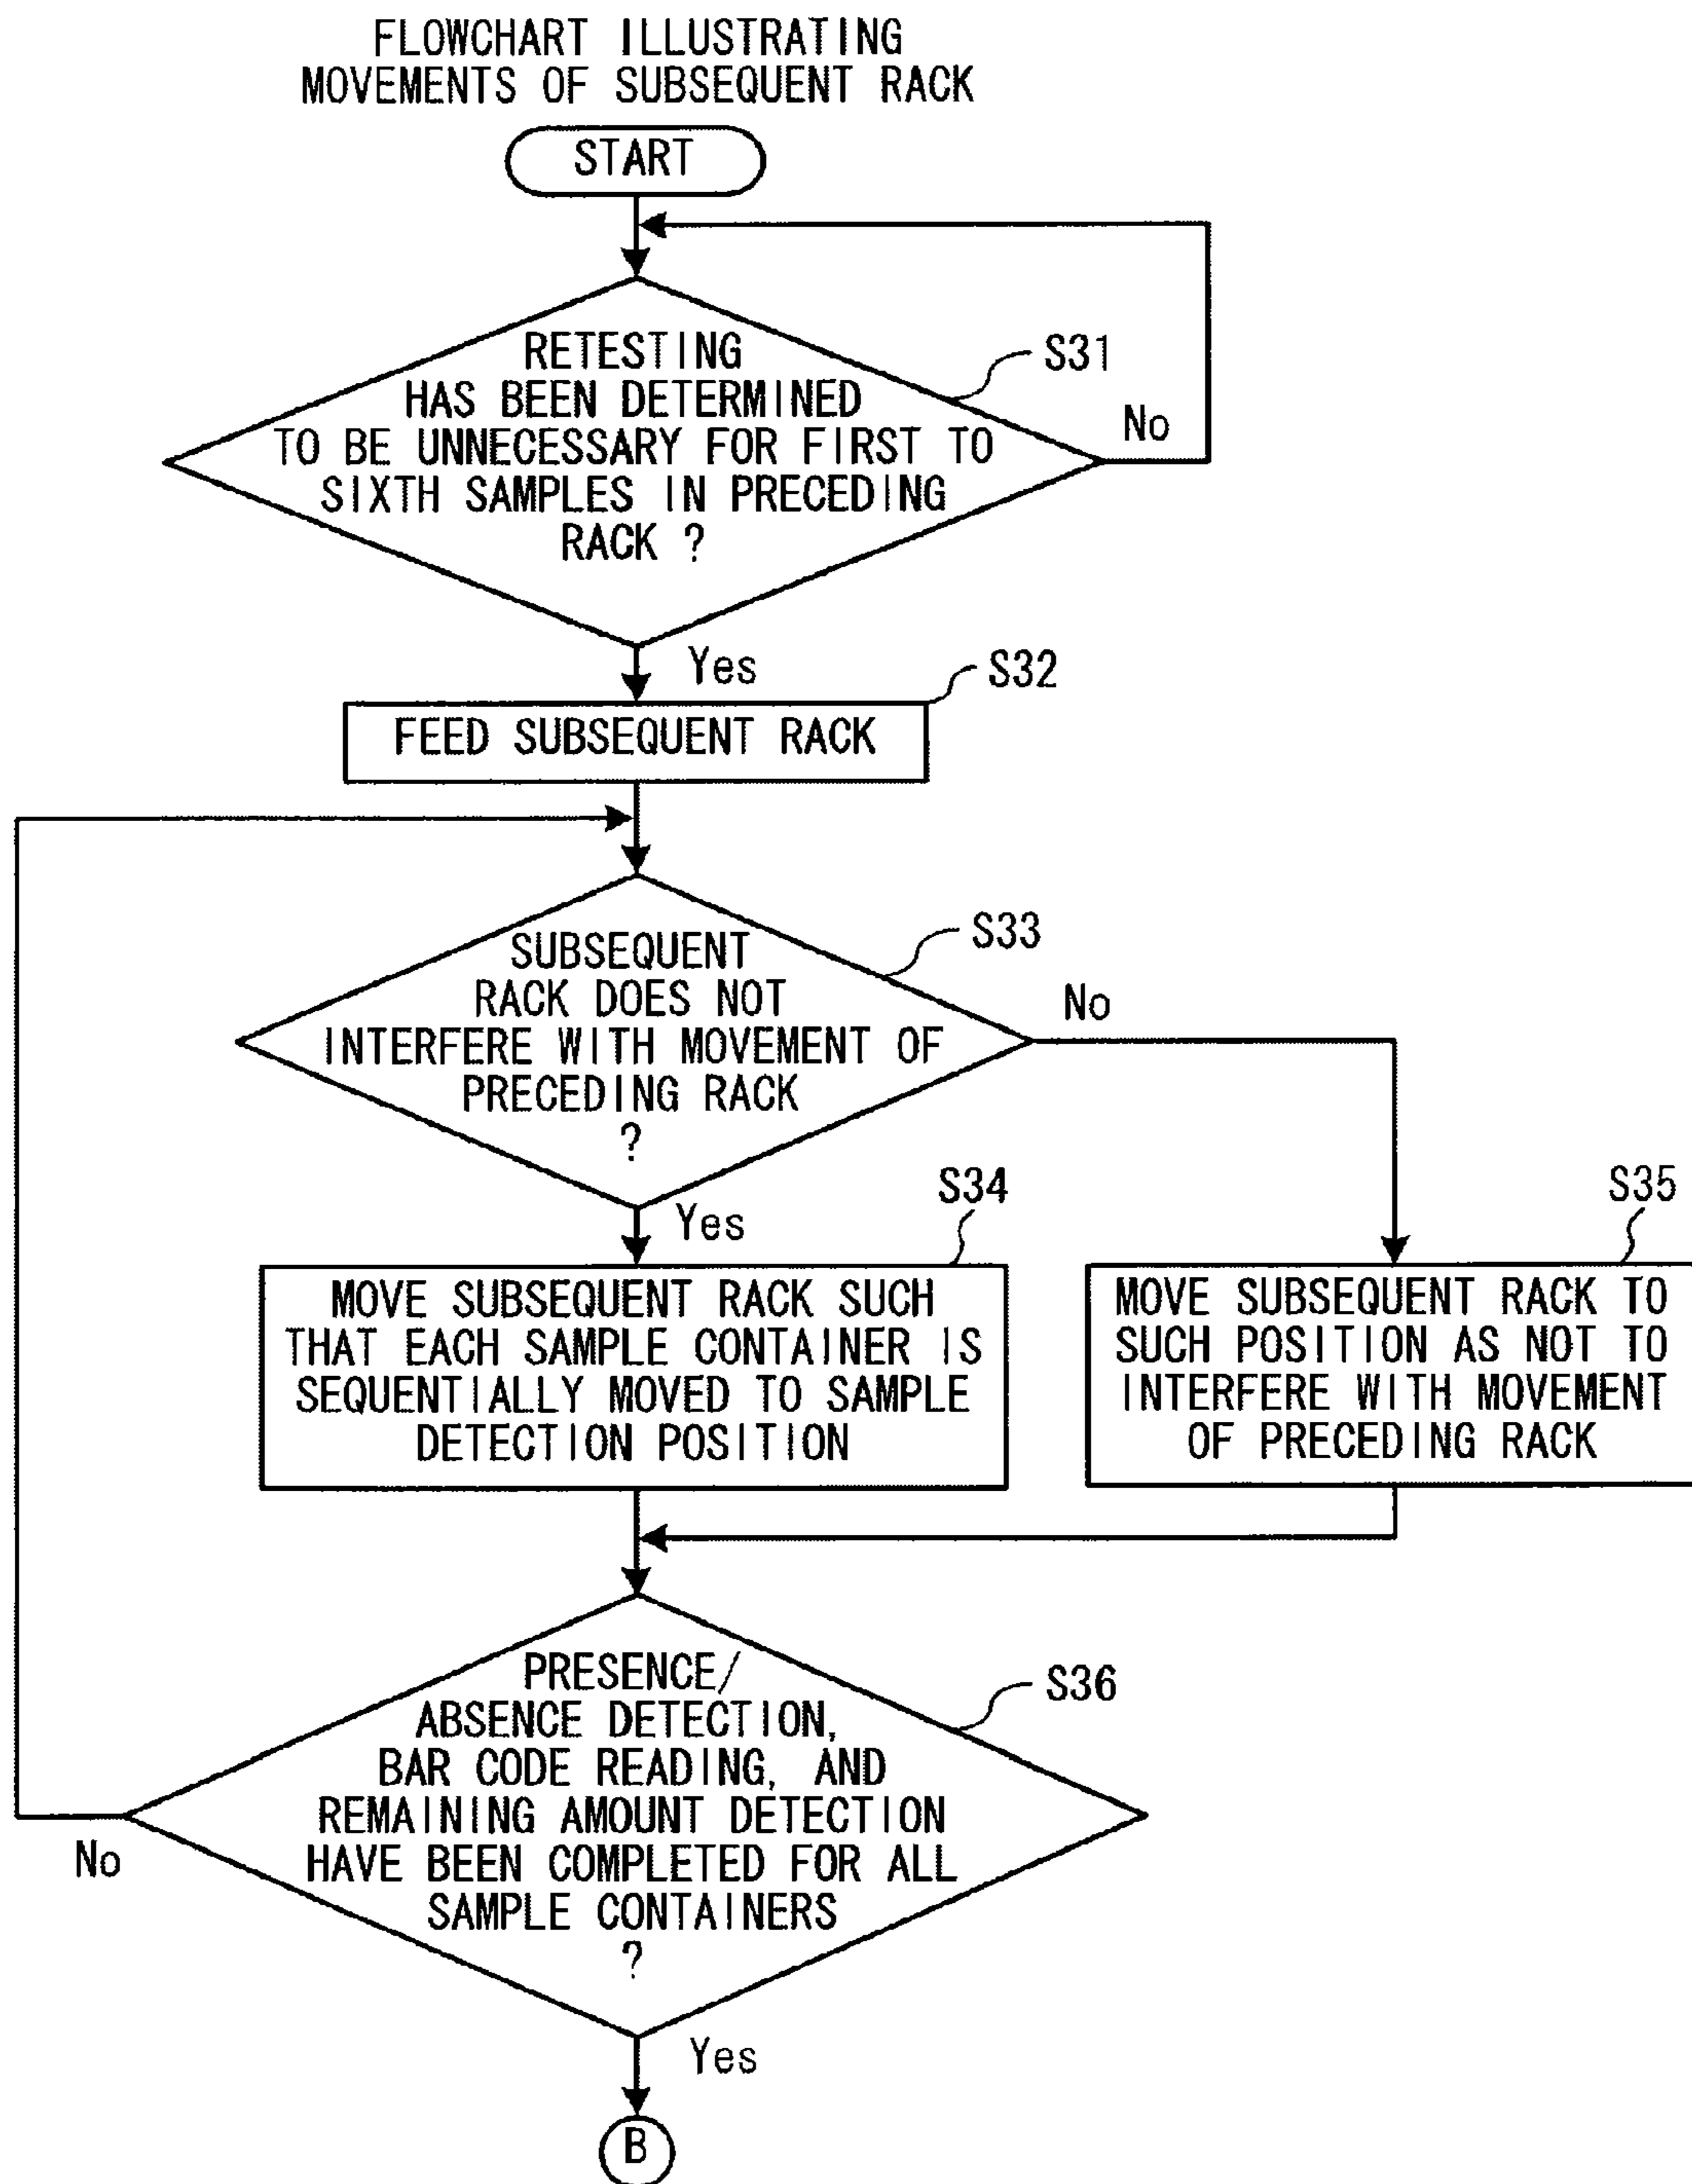 FLOWCHART ILLUSTRATING
MOVEMENTS OF SUBSEQUENT RACK
START
RETESTING
HAS BEEN DETERMINED
TO BE UNNECESSARY FOR FIRST TO
SIXTH SAMPLES IN PRECEDING
RACK ?
S31
No
Yes
S32
FEED SUBSEQUENT RACK
SUBSEQUENT
RACK DOES NOT
INTERFERE WITH MOVEMENT OF
PRECEDING RACK
?
S33
No
Yes
S34
MOVE SUBSEQUENT RACK SUCH
THAT EACH SAMPLE CONTAINER IS
SEQUENTIALLY MOVED TO SAMPLE
DETECTION POSITION
S35
MOVE SUBSEQUENT RACK TO
SUCH POSITION AS NOT TO
INTERFERE WITH MOVEMENT
OF PRECEDING RACK
PRESENCE/
ABSENCE DETECTION,
BAR CODE READING, AND
REMAINING AMOUNT DETECTION
HAVE BEEN COMPLETED FOR ALL
SAMPLE CONTAINERS
?
S36
No
Yes
B